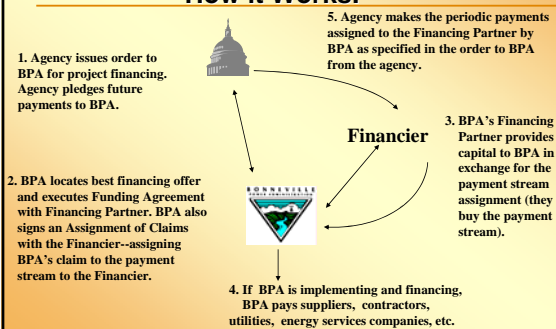 How It Works:
1. Agency issues order to
BPA for project financing.
Agency pledges future
payments to BPA.
5. Agency makes the periodic payments
assigned to the Financing Partner by
BPA as specified in the order to BPA
from the agency.
Financier
3. BPA's Financing
Partner provides
capital to BPA in
exchange for the
payment stream
assignment (they
buy the payment
stream).
2. BPA locates best financing offer
and executes Funding Agreement
with Financing Partner. BPA also
signs an Assignment of Claims
with the Financier--assigning
BPA's claim to the payment
stream to the Financier.
BONNEVILLE
POWER ADMINISTRATION
4. If BPA is implementing and financing,
BPA pays suppliers, contractors,
utilities, energy services companies, etc.